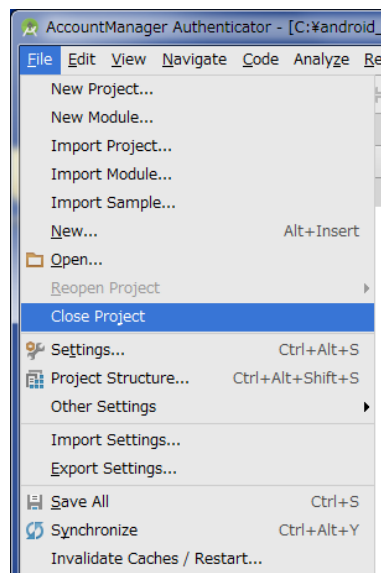 AccountManager Authenticator - [C:¥android_
File Edit View Navigate Code Analyze Re
New Project...
New Module...
Import Project...
Import Module...
Import Sample...
New... Alt+Insert
Open...
Reopen Project
Close Project
Settings... Ctrl+Alt+S
Project Structure... Ctrl+Alt+Shift+S
Other Settings
Import Settings...
Export Settings...
Save All Ctrl+S
Synchronize Ctrl+Alt+Y
Invalidate Caches / Restart...